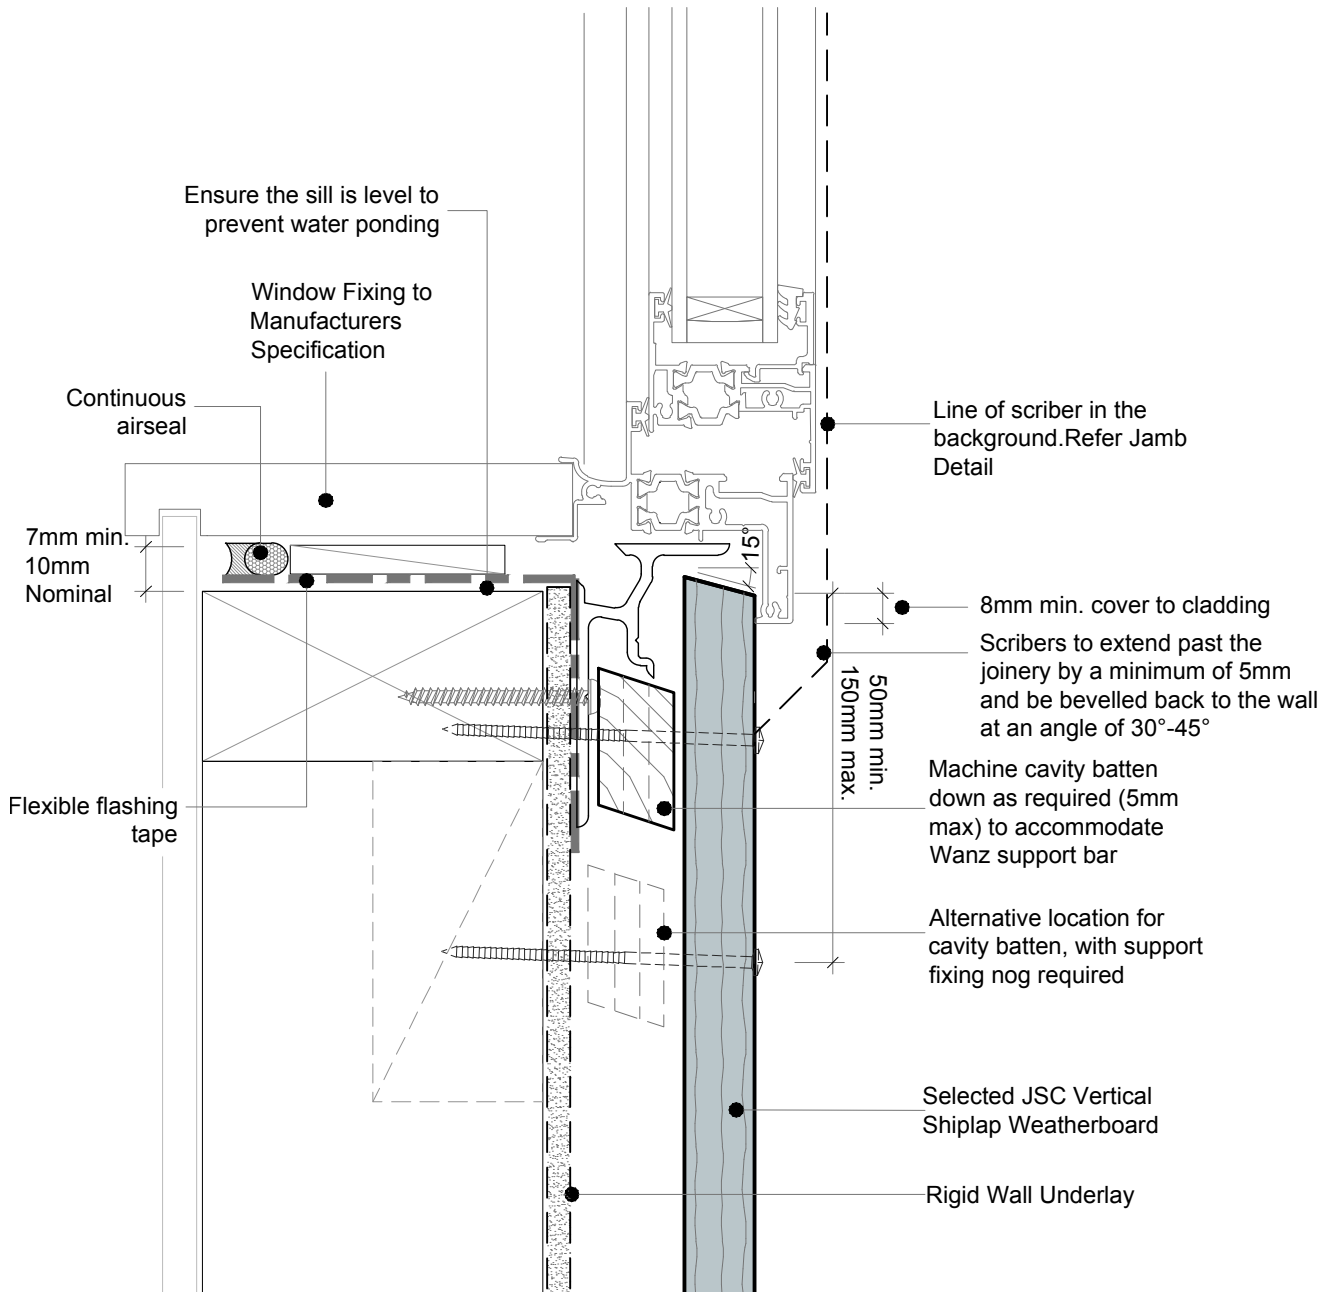 Ensure the sill is level to
prevent water ponding
Window Fixing to
Manufacturers
Specification
Continuous
airseal
7mm min.
10mm
Nominal
Flexible flashing
tape
15°
Line of scriber in the
background.Refer Jamb
Detail
8mm min. cover to cladding
Scribers to extend past the
joinery by a minimum of 5mm
and be bevelled back to the wall
at an angle of 30°-45°
50mm min.
150mm max.
Machine cavity batten
down as required (5mm
max) to accommodate
Wanz support bar
Alternative location for
cavity batten, with support
fixing nog required
Selected JSC Vertical
Shiplap Weatherboard
Rigid Wall Underlay